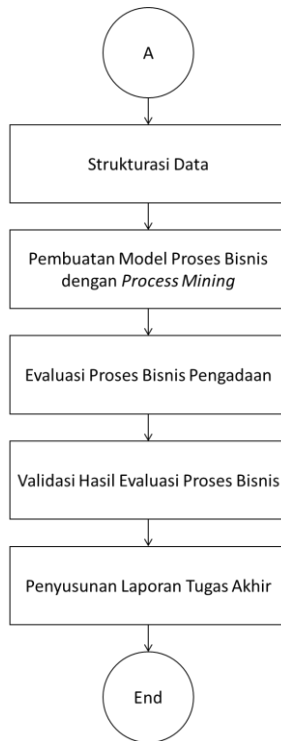 A
Strukturasi Data
Pembuatan Model Proses Bisnis
dengan Process Mining
Evaluasi Proses Bisnis Pengadaan
Validasi Hasil Evaluasi Proses Bisnis
Penyusunan Laporan Tugas Akhir
End